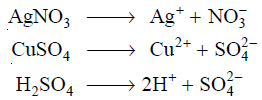 AgNO₃ ⟶ Ag⁺ + NO₃⁻
CuSO₄ ⟶ Cu²⁺ + SO₄²⁻
H₂SO₄ ⟶ 2H⁺ + SO₄²⁻